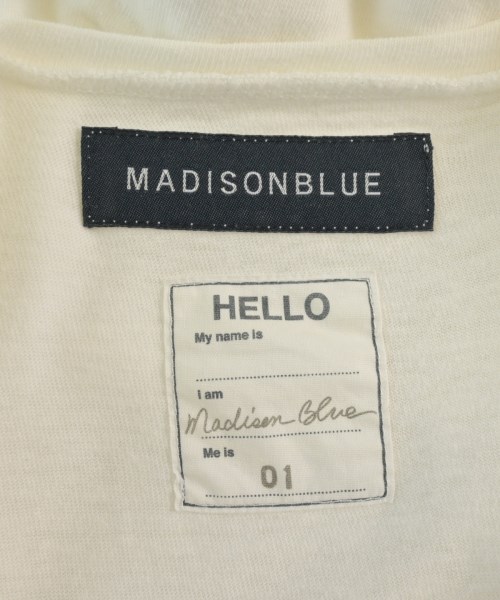 MADISONBLUE
HELLO
My name is
I am
Madison Blue
Me is
01